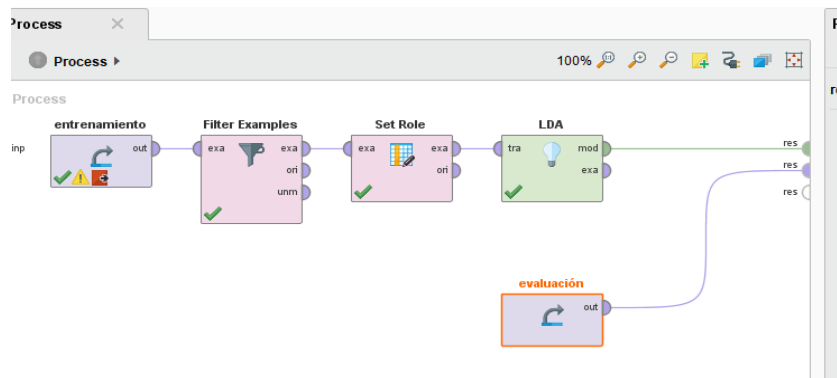 Process
Process
100%
Process
inp
entrenamiento
out
Filter Examples
exa
exa
ori
unm
Set Role
exa
exa
ori
LDA
tra
mod
exa
res
res
res
evaluación
out